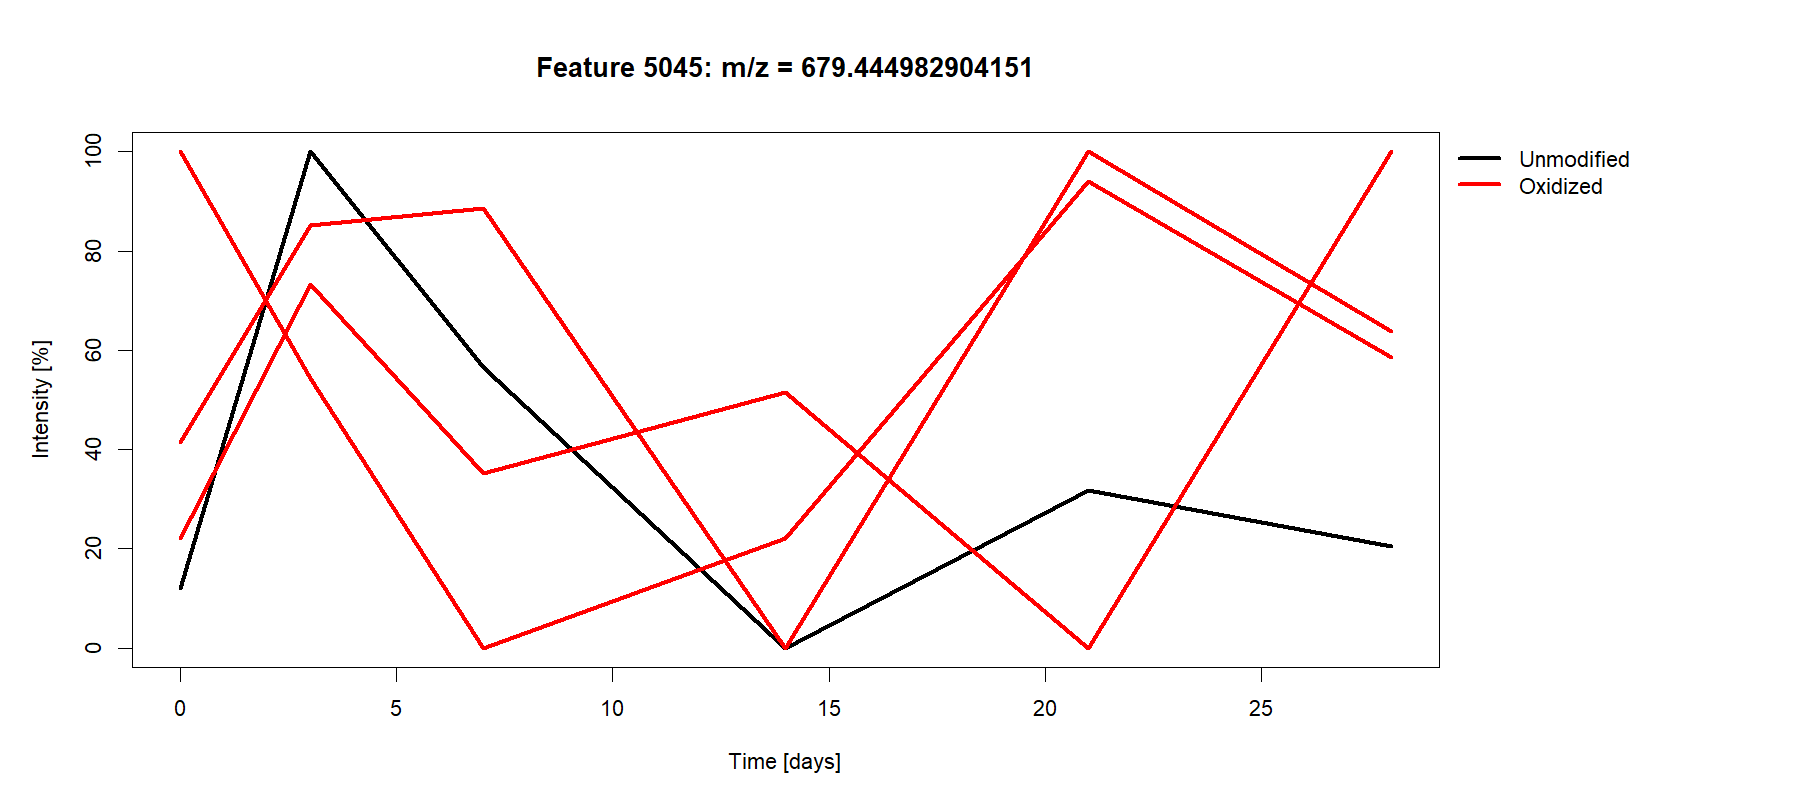 Feature 5045: m/z = 679.444982904151
Unmodified
Oxidized
Intensity [%]
100
80
60
40
20
0
0 5 10 15 20 25
Time [days]